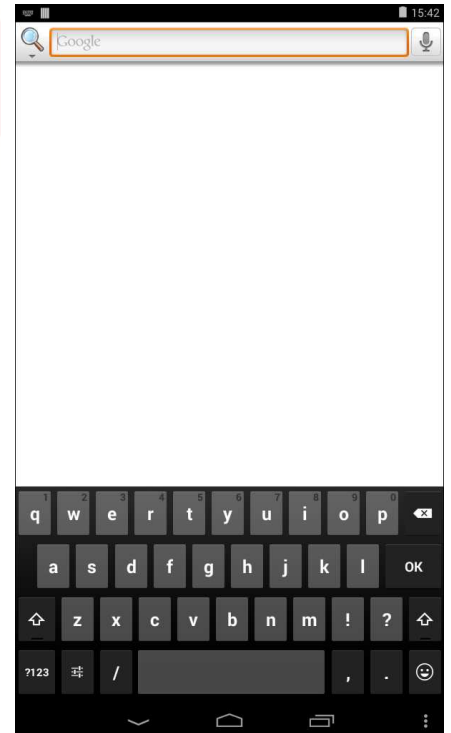 15:42
Google
1 2 3 4 5 6 7 8 9 0
q w e r t y u i o p
a s d f g h j k l OK
z x c v b n m ! ?
?123 / , .